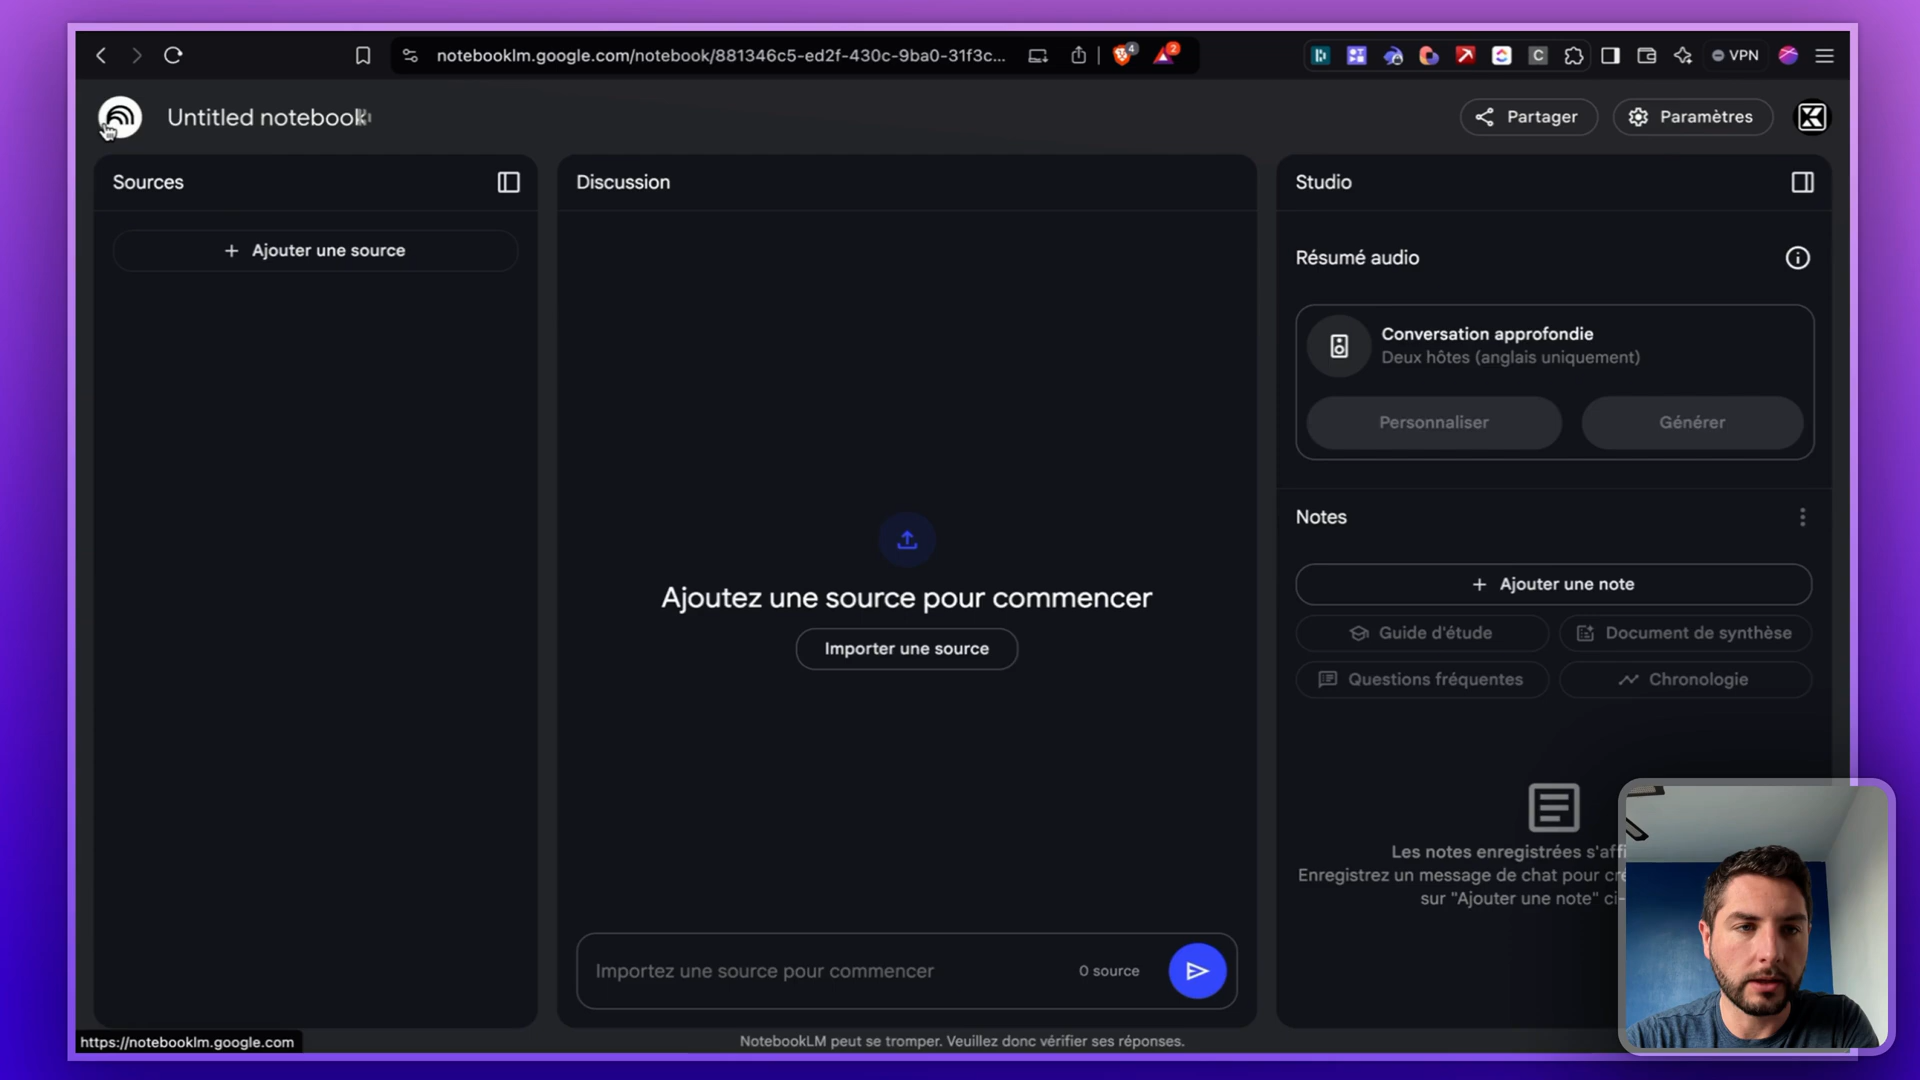 notebooklm.google.com/notebook/881346c5-ed2f-430c-9ba0-31f3c...
4
2
C
VPN
Untitled notebook
Partager
Paramètres
Sources
Discussion
Studio
+ Ajouter une source
Résumé audio
Conversation approfondie
Deux hôtes (anglais uniquement)
Personnaliser
Générer
Notes
+ Ajouter une note
Guide d'étude
Document de synthèse
Questions fréquentes
Chronologie
Ajoutez une source pour commencer
Importer une source
Les notes enregistrées s'affi
Enregistrez un message de chat pour cr
sur "Ajouter une note" ci-
Importez une source pour commencer
0 source
https://notebooklm.google.com
NotebookLM peut se tromper. Veuillez donc vérifier ses réponses.